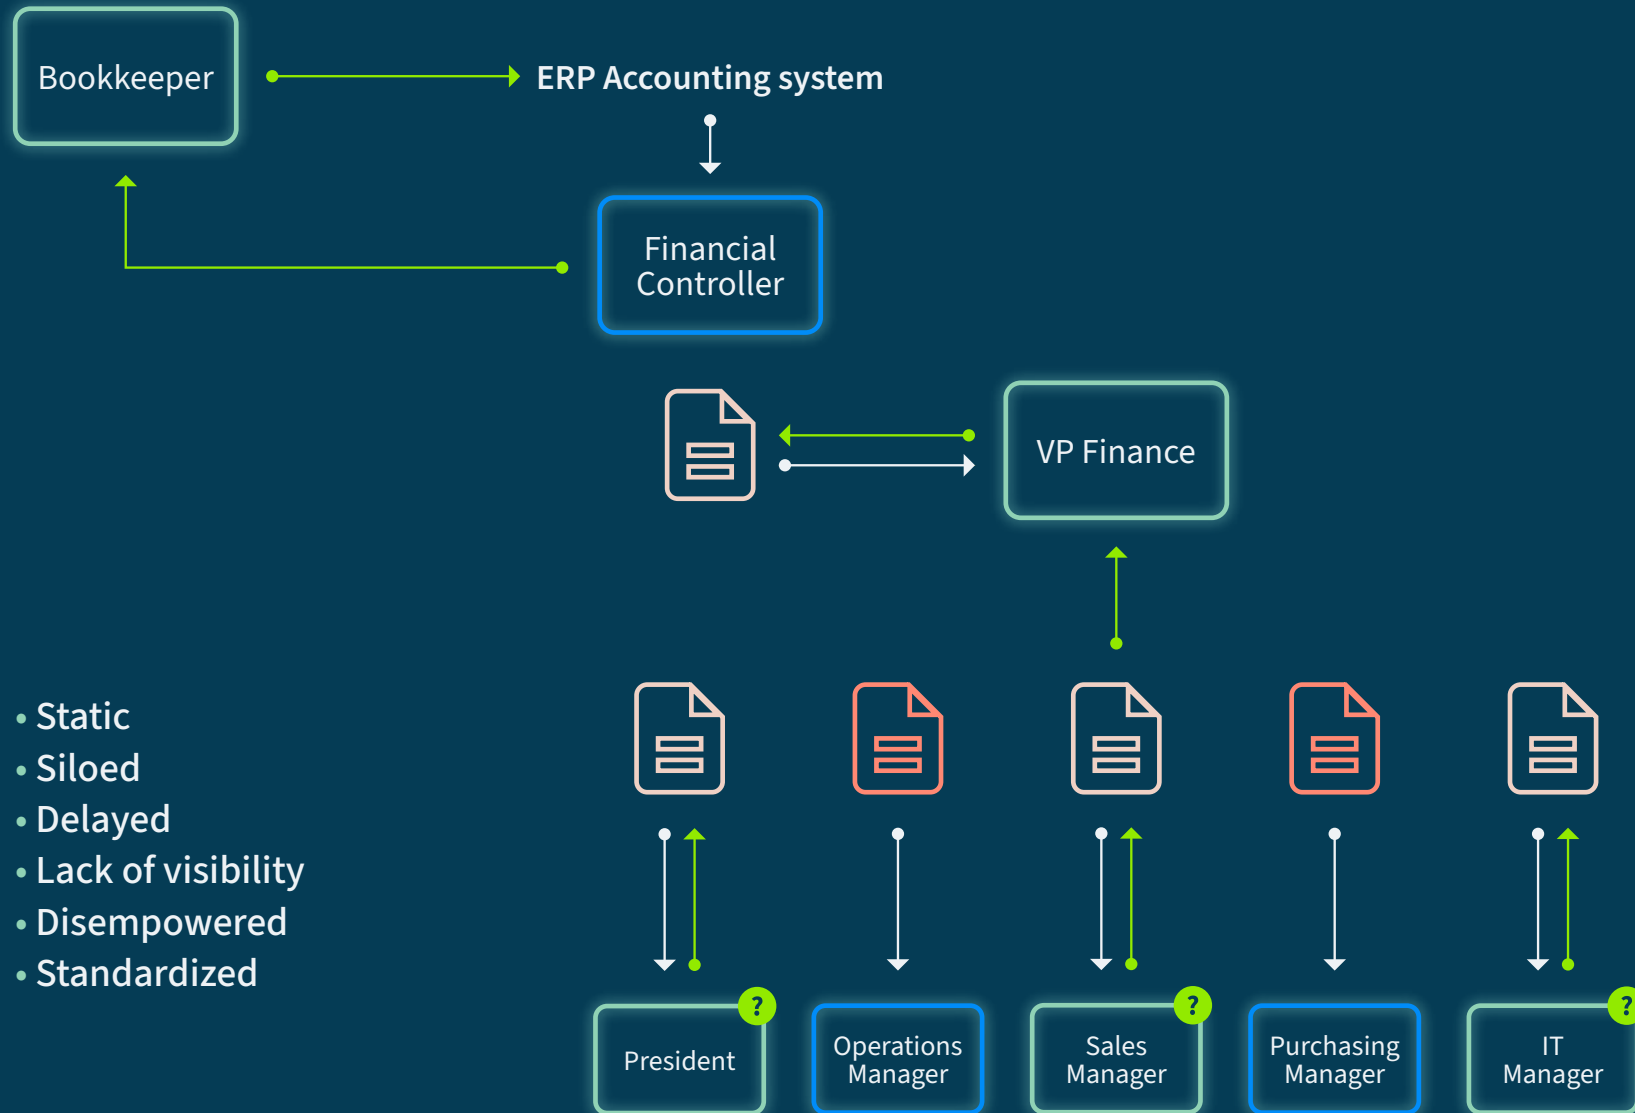 Bookkeeper
ERP Accounting system
Financial
Controller
VP Finance
• Static
• Siloed
• Delayed
• Lack of visibility
• Disempowered
• Standardized
?
?
?
President
Operations
Manager
Sales
Manager
Purchasing
Manager
IT
Manager